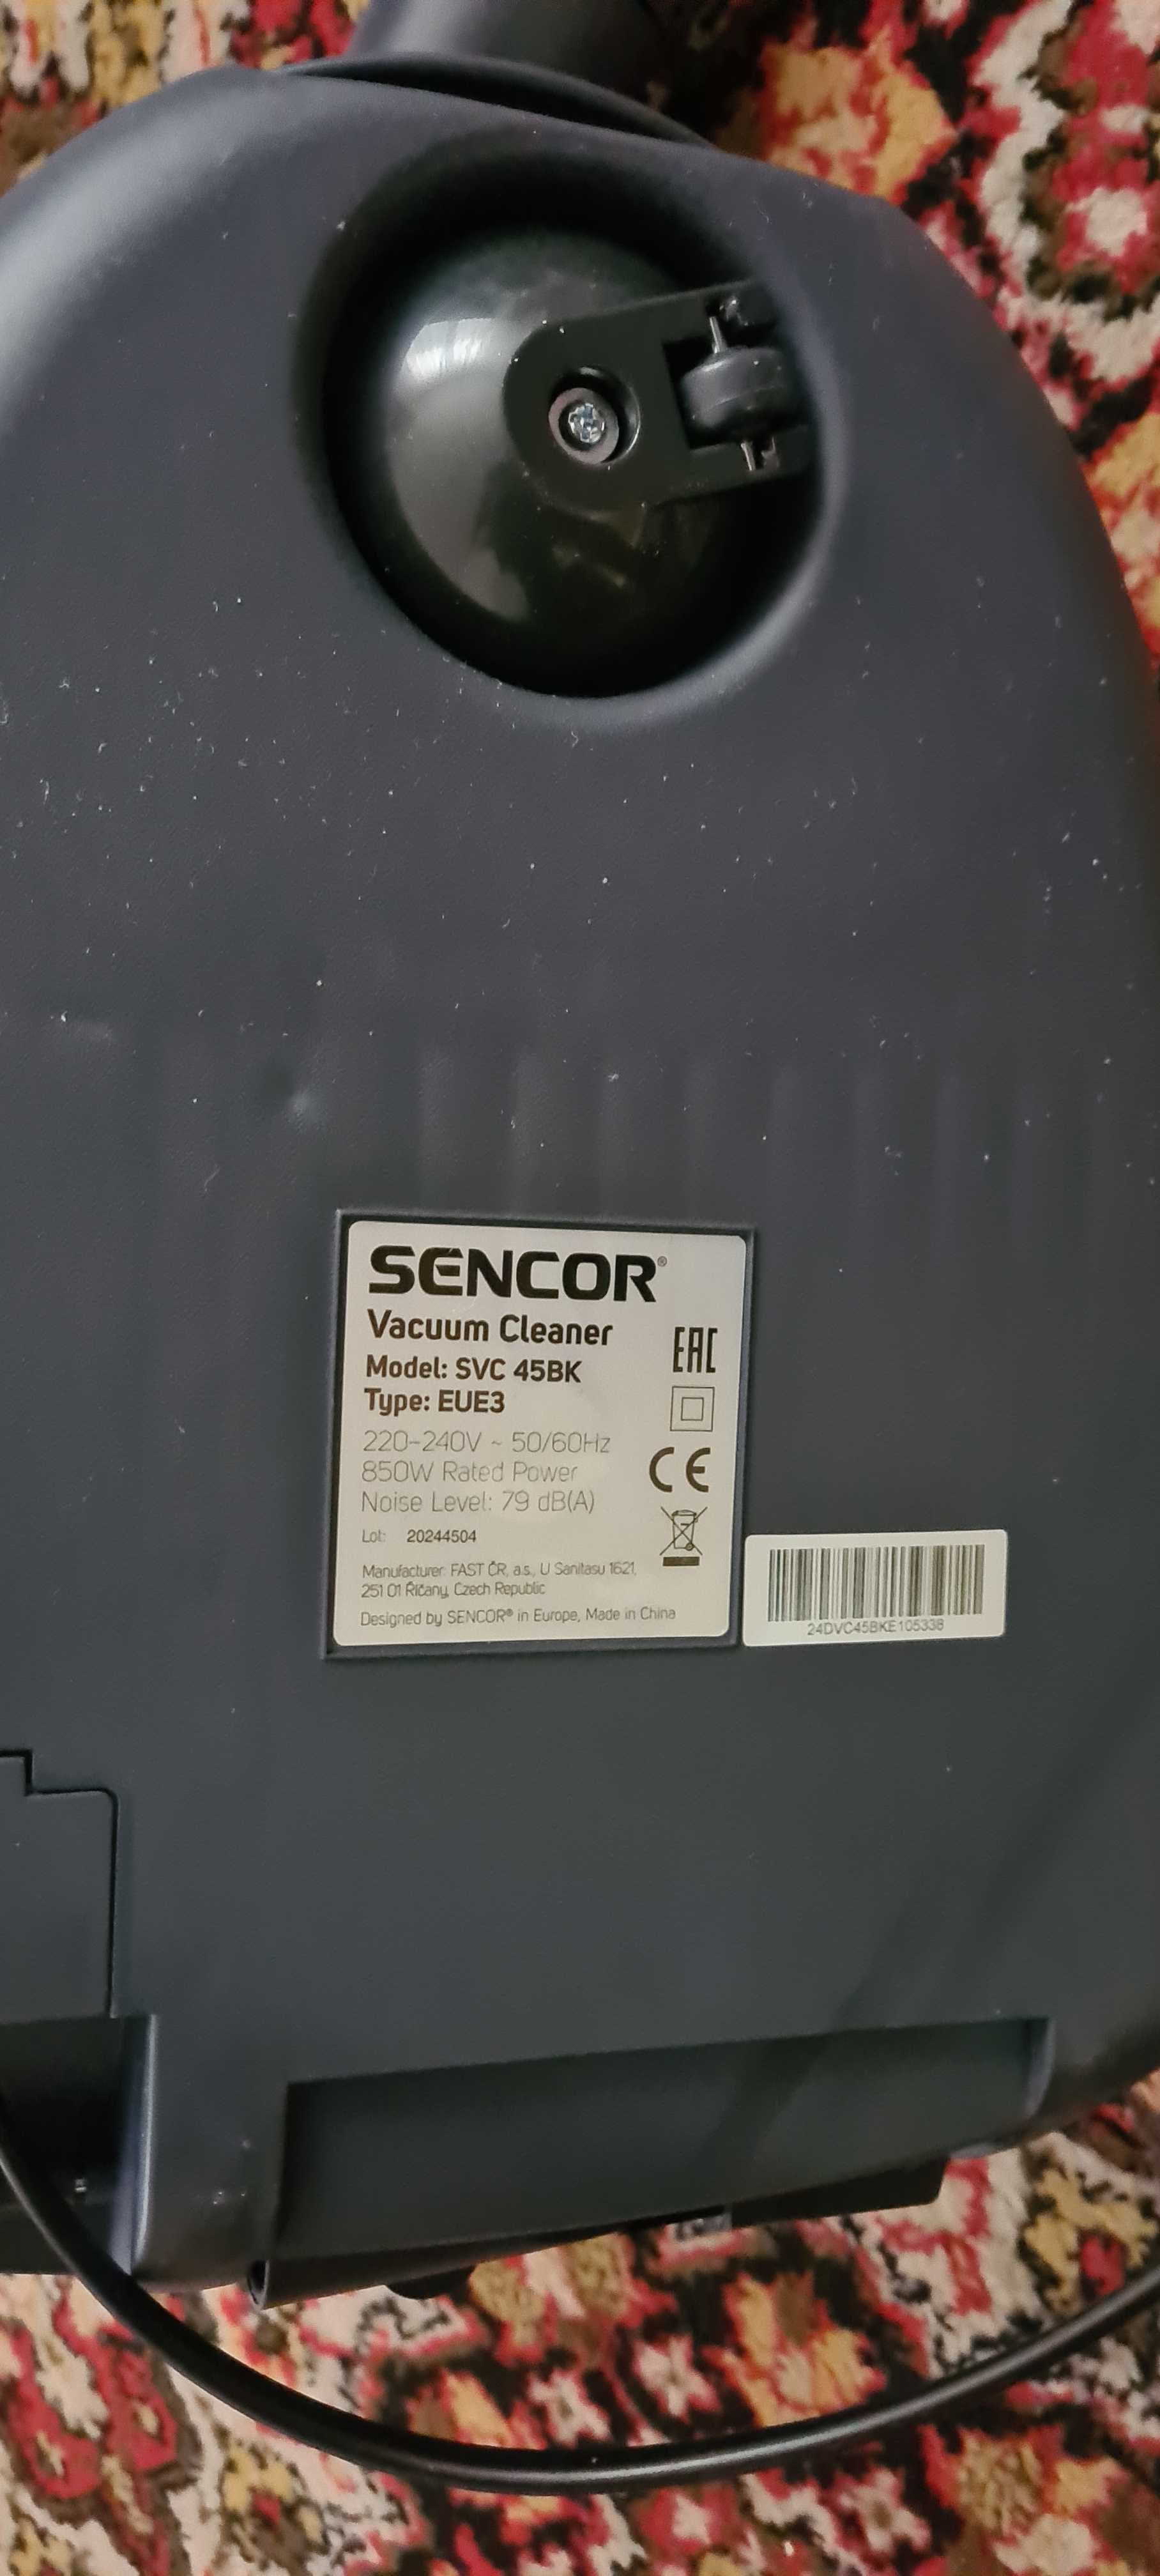 SENCOR®
Vacuum Cleaner
Model: SVC 45BK
Type: EUE3
220-240V ~ 50/60Hz
850W Rated Power
Noise Level: 79 dB(A)
Lot: 20244504
Manufacturer: FAST ČR, a.s., U Sanitasu 1621,
251 01 Říčany, Czech Republic
Designed by SENCOR® in Europe, Made in China
EAC
CE
24DVC45BKE105338